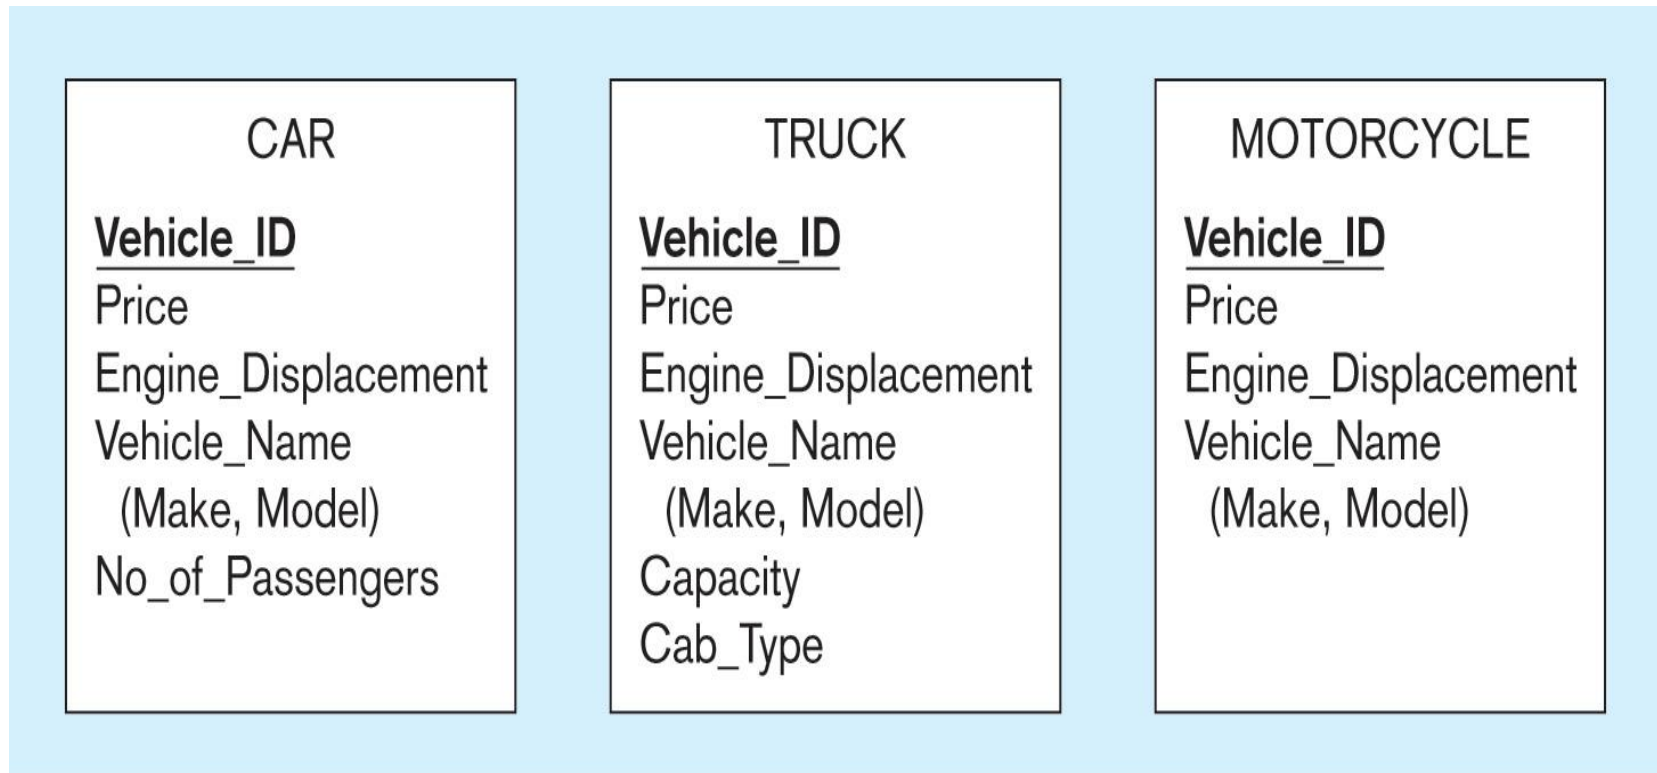 CAR
Vehicle_ID
Price
Engine_Displacement
Vehicle_Name
(Make, Model)
No_of_Passengers
TRUCK
Vehicle_ID
Price
Engine_Displacement
Vehicle_Name
(Make, Model)
Capacity
Cab_Type
MOTORCYCLE
Vehicle_ID
Price
Engine_Displacement
Vehicle_Name
(Make, Model)